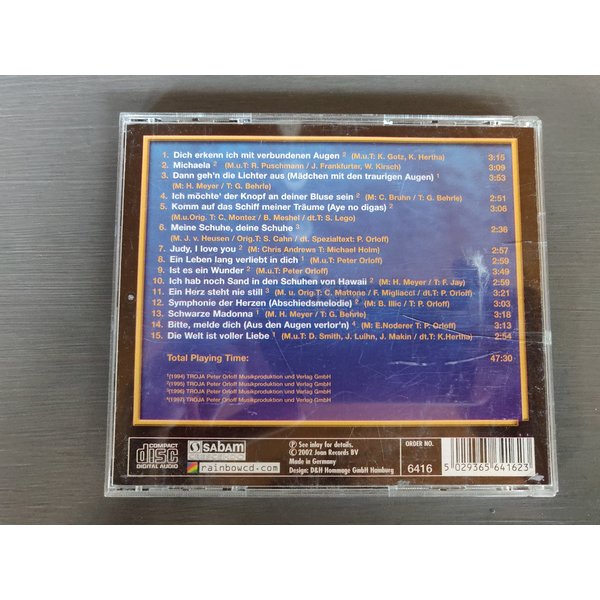 1. Dich erkenn ich mit verbundenen Augen ² (M.u.T: K. Gotz, K. Hertha) 3:15
2. Michaela ² (M.u.T: R. Puschmann / J. Frankfurter, W. Kirsch) 3:09
3. Dann geh'n die Lichter aus (Mädchen mit den traurigen Augen) ¹ 3:53
(M: H. Meyer / T: G. Behrle)
4. Ich möchte' der Knopf an deiner Bluse sein ² (M: C. Bruhn / T: G. Behrle) 2:51
5. Komm auf das Schiff meiner Träume (Aye no digas) ² 3:06
(M.u.Orig. T: C. Montez / B. Meshel / dt.T: S. Lego)
6. Meine Schuhe, deine Schuhe ³ 2:36
(M: J. v. Heusen / Orig.T: S. Cahn / dt. Spezialtext: P. Orloff)
7. Judy, I love you ² (M: Chris Andrews T: Michael Holm) 2:57
8. Ein Leben lang verliebt in dich ¹ (M.u.T: Peter Orloff) 2:59
9. Ist es ein Wunder ² (M.u.T: Peter Orloff) 3:49
10. Ich hab noch Sand in den Schuhen von Hawaii ² (M: H. Meyer / T: F. Jay) 2:59
11. Ein Herz steht nie still ³ (M. u. Orig.T: C. Mattone / F. Migliacci / dt.T: P. Orloff) 3:21
12. Symphonie der Herzen (Abschiedsmelodie) ² (M: B. Illic / T: P. Orloff) 3:03
13. Schwarze Madonna ¹ (M: H. Meyer / T: G. Behrle) 3:18
14. Bitte, melde dich (Aus den Augen verlor'n) ⁴ (M: E.Noderer T: P. Orloff) 3:13
15. Die Welt ist voller Liebe ¹ (M.u.T: D. Smith, J. Luihn, J. Makin / dt.T: K.Hertha) 2:54
Total Playing Time: 47:30
¹(1994) TROJA Peter Orloff Musikproduktion und Verlag GmbH
²(1995) TROJA Peter Orloff Musikproduktion und Verlag GmbH
³(1996) TROJA Peter Orloff Musikproduktion und Verlag GmbH
⁴(1997) TROJA Peter Orloff Musikproduktion und Verlag GmbH
COMPACT
disc
DIGITAL AUDIO
sabam
rainbowcd-com
℗ See inlay for details.
©2002 Joan Records BV
Made in Germany
Design: D&H Hommage GmbH Hamburg
ORDER NO.
6416
5 029365 641623